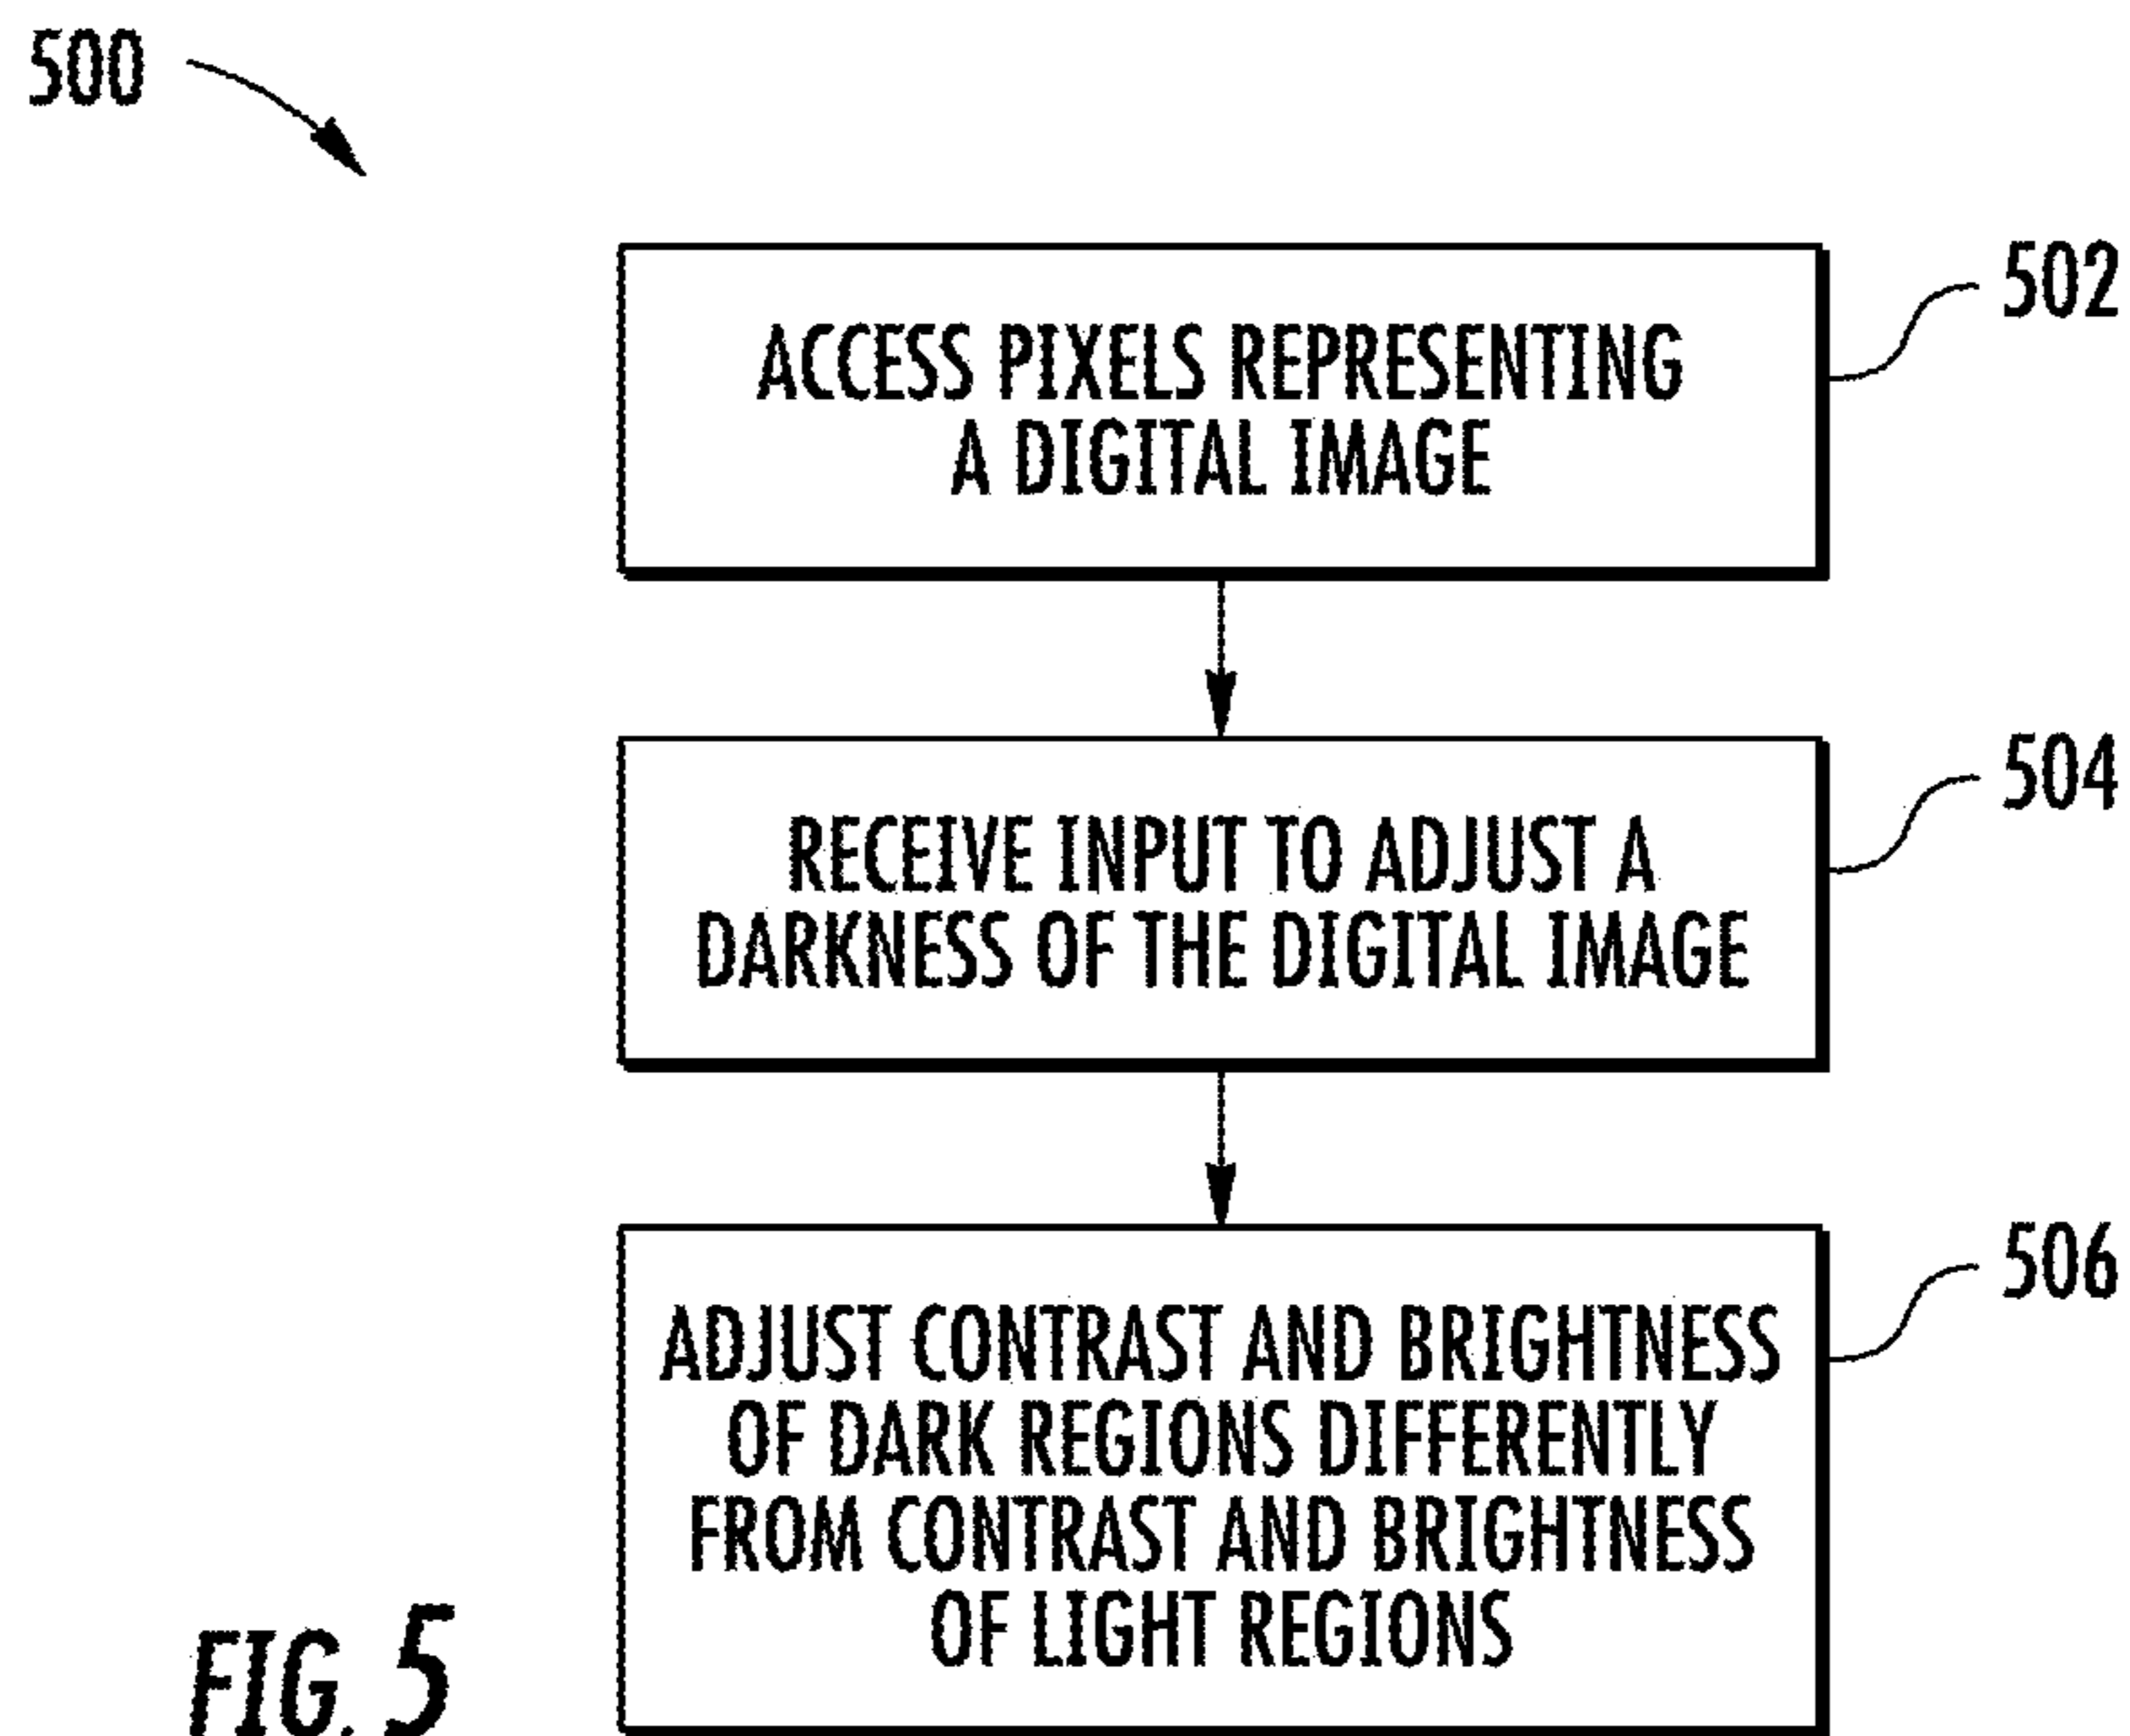 500
502
ACCESS PIXELS REPRESENTING
A DIGITAL IMAGE
504
RECEIVE INPUT TO ADJUST A
DARKNESS OF THE DIGITAL IMAGE
506
ADJUST CONTRAST AND BRIGHTNESS
OF DARK REGIONS DIFFERENTLY
FROM CONTRAST AND BRIGHTNESS
OF LIGHT REGIONS
FIG. 5